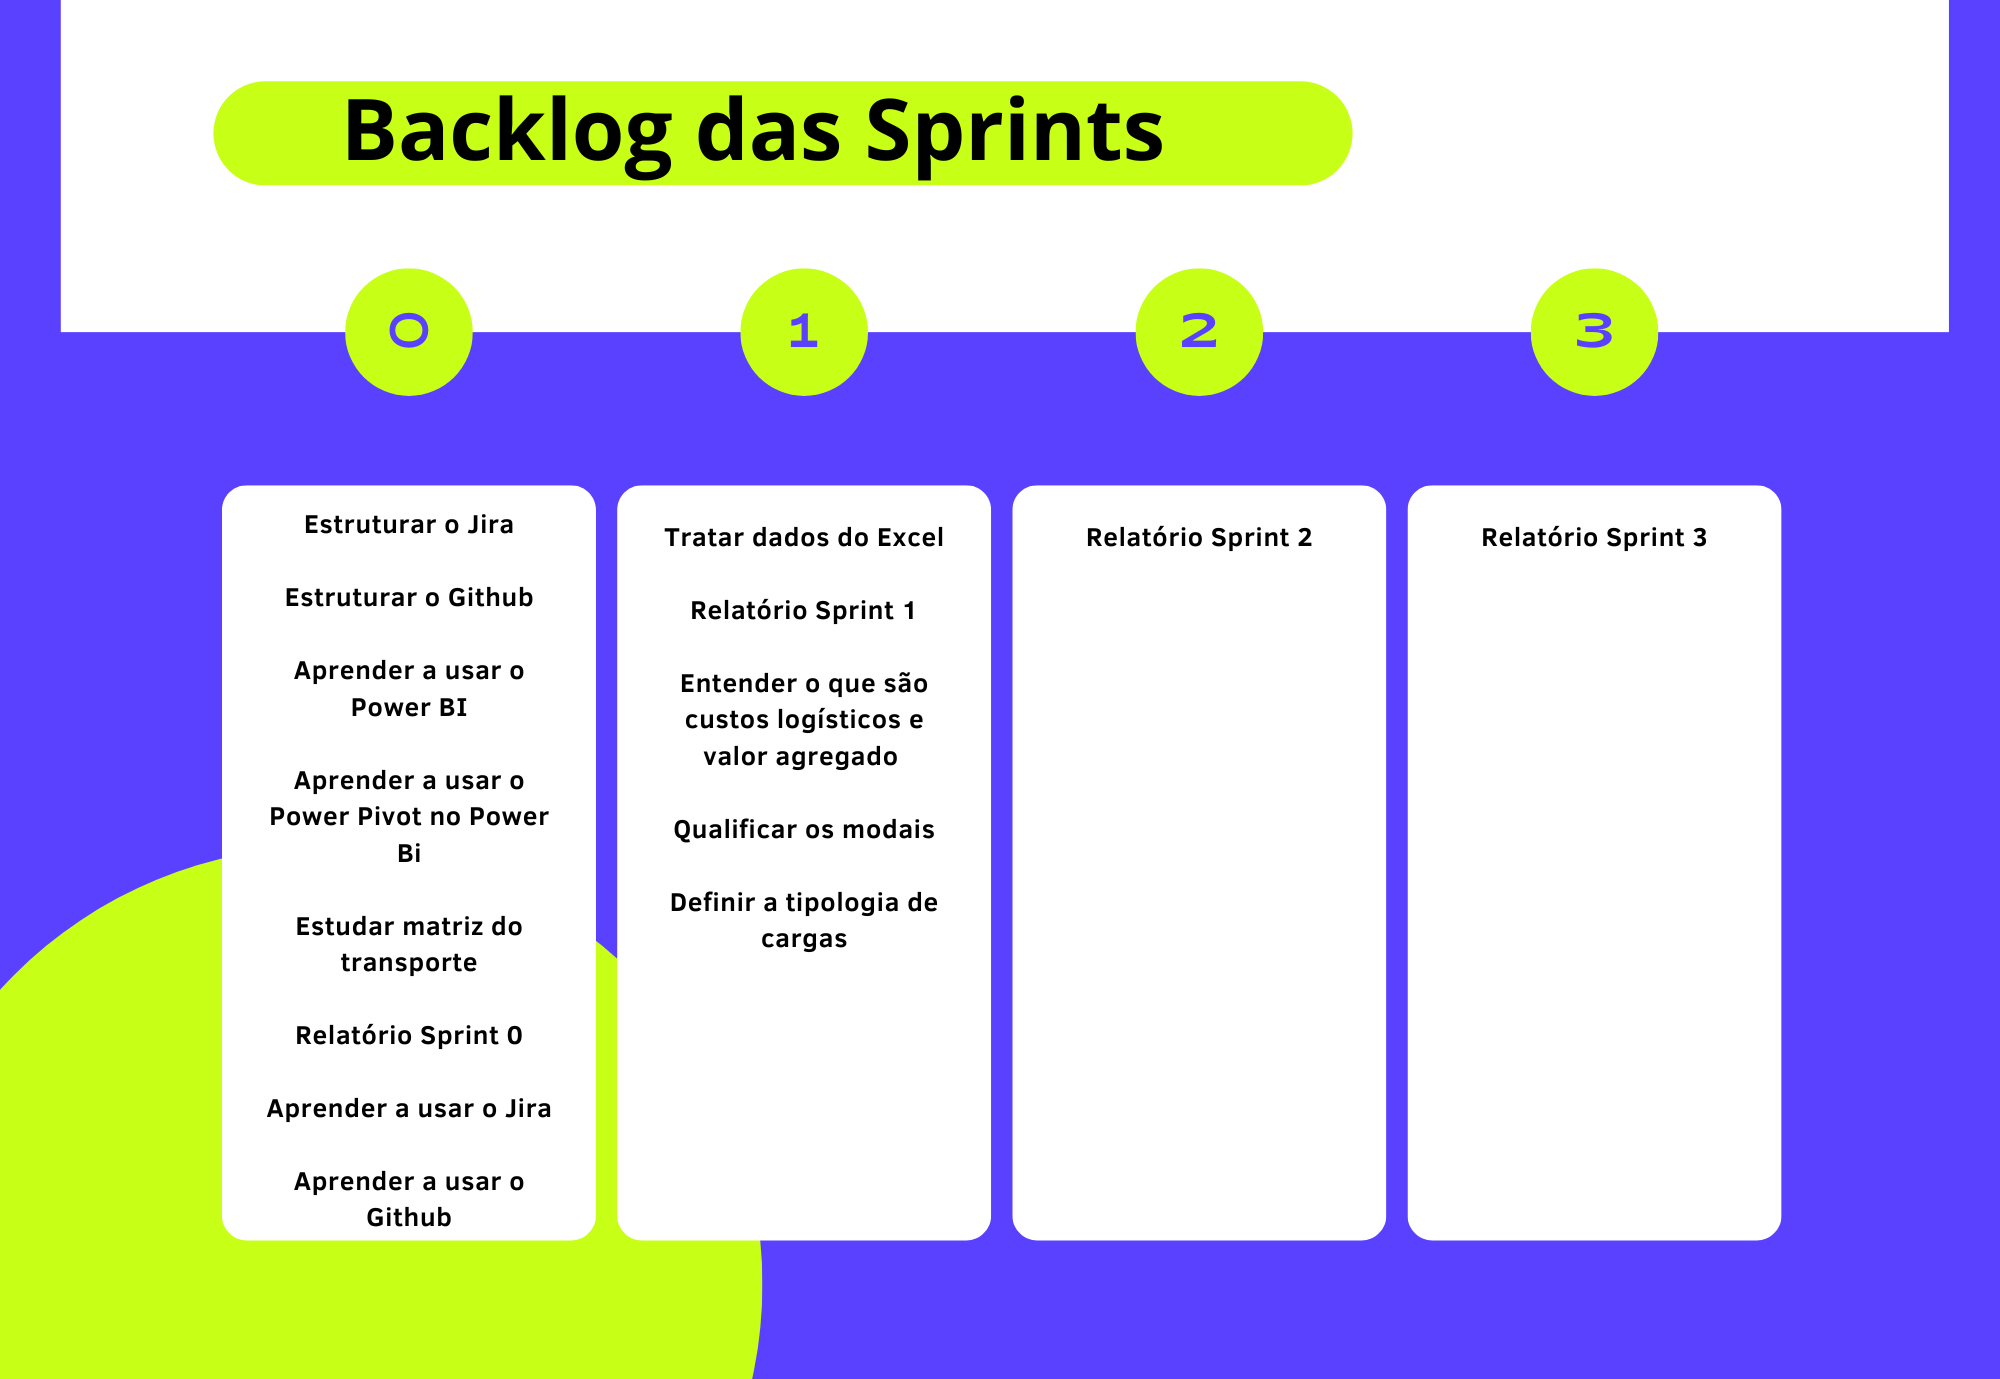 Backlog das Sprints
0
1
2
3
Estruturar o Jira
Estruturar o Github
Aprender a usar o
Power BI
Aprender a usar o
Power Pivot no Power
Bi
Estudar matriz do
transporte
Relatório Sprint 0
Aprender a usar o Jira
Aprender a usar o
Github
Tratar dados do Excel
Relatório Sprint 1
Entender o que são
custos logísticos e
valor agregado
Qualificar os modais
Definir a tipologia de
cargas
Relatório Sprint 2
Relatório Sprint 3